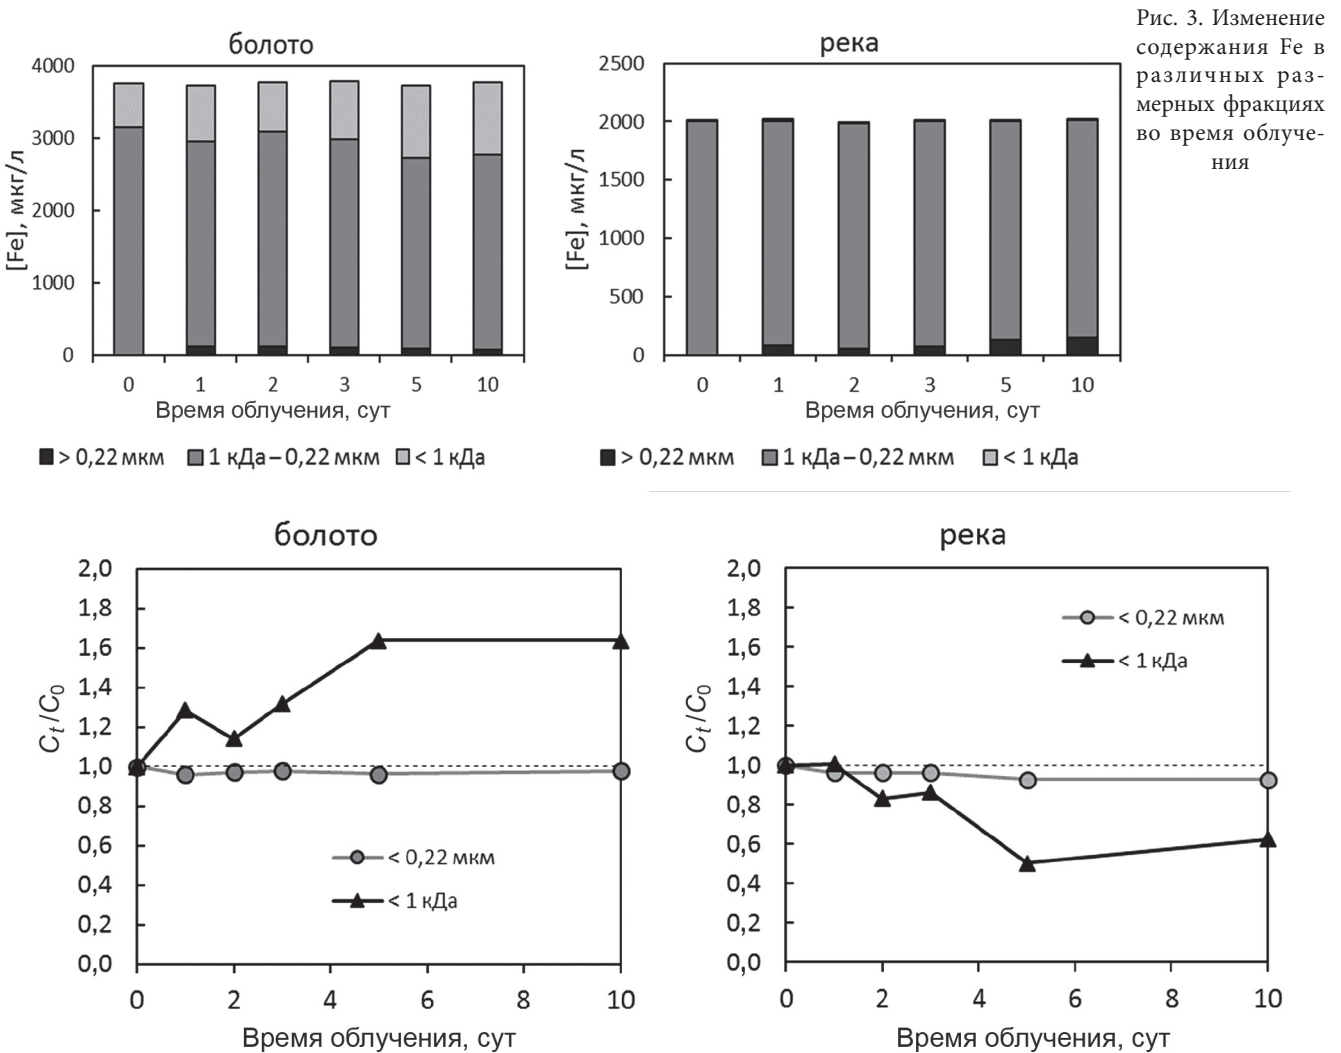 Рис. 3. Изменение
содержания Fe в
различных раз-
мерных фракциях
во время облуче-
ния
болото
4000
3000
2000
1000
0
[Fe], мкг/л
0 1 2 3 5 10
Время облучения, сут
> 0,22 мкм 1 кДа – 0,22 мкм < 1 кДа
река
2500
2000
1500
1000
500
0
[Fe], мкг/л
0 1 2 3 5 10
Время облучения, сут
> 0,22 мкм 1 кДа – 0,22 мкм < 1 кДа
болото
2,0
1,8
1,6
1,4
1,2
1,0
0,8
0,6
0,4
0,2
0,0
Ct/C0
< 0,22 мкм
< 1 кДа
0 2 4 6 8 10
Время облучения, сут
река
2,0
1,8
1,6
1,4
1,2
1,0
0,8
0,6
0,4
0,2
0,0
Ct/C0
< 0,22 мкм
< 1 кДа
0 2 4 6 8 10
Время облучения, сут